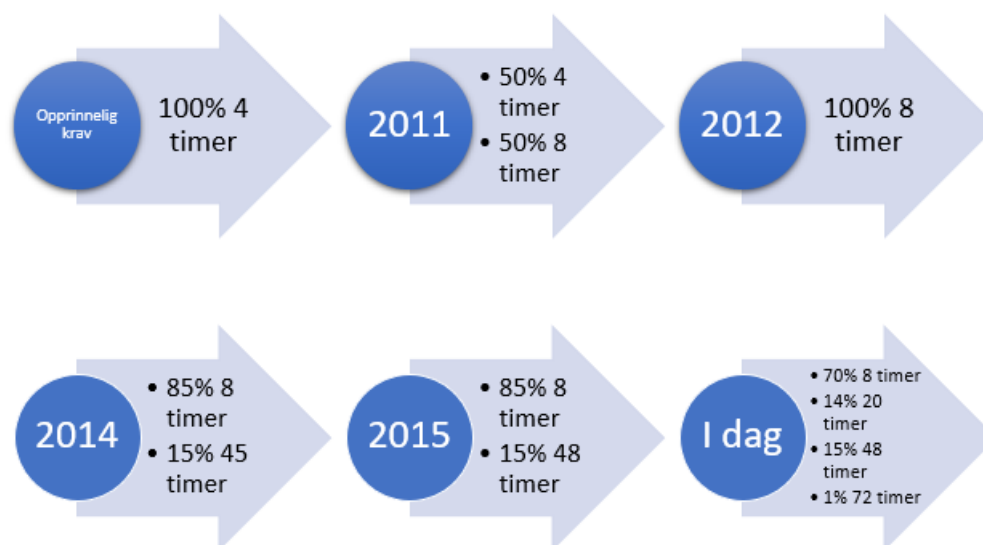 Opprinnelig
krav
100% 4
timer
2011
• 50% 4
timer
• 50% 8
timer
2012
100% 8
timer
2014
• 85% 8
timer
• 15% 45
timer
2015
• 85% 8
timer
• 15% 48
timer
I dag
• 70% 8 timer
• 14% 20
timer
• 15% 48
timer
• 1% 72 timer